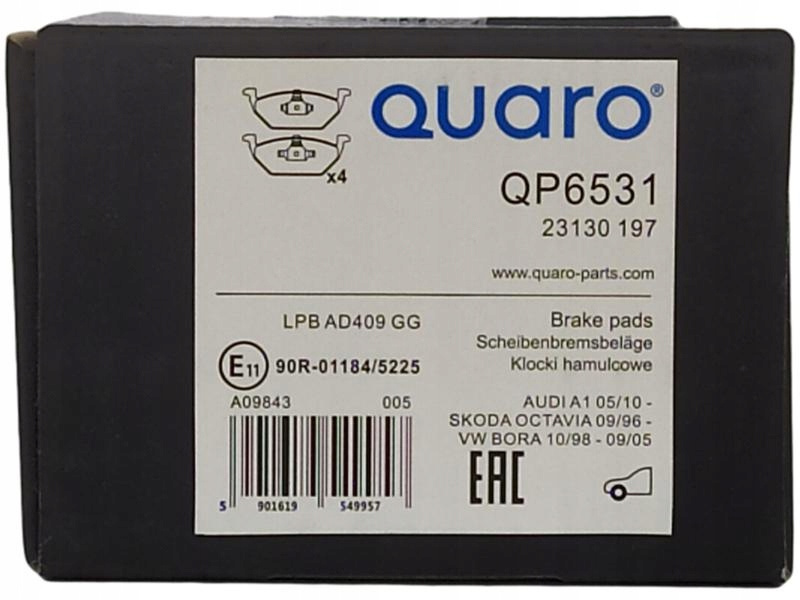 QUARO®
x4
QP6531
23130 197
www.quaro-parts.com
LPB AD409 GG
Brake pads
Scheibenbremsbeläge
Klocki hamulcowe
E11 90R-01184/5225
A09843 005
AUDI A1 05/10 -
SKODA OCTAVIA 09/96 -
VW BORA 10/98 - 09/05
EAC
5 901619 549957